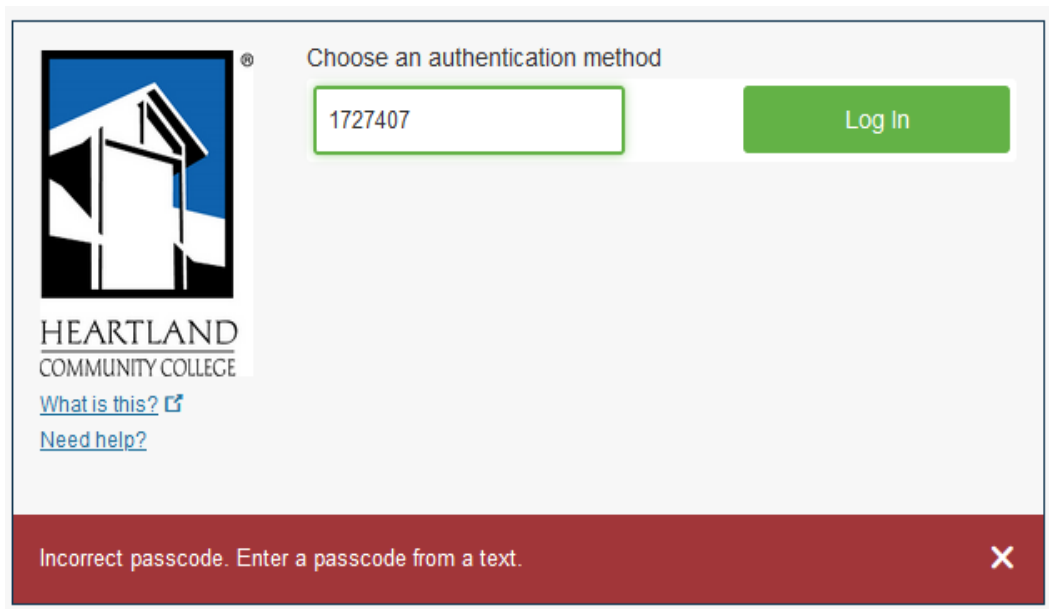 ®
Choose an authentication method
1727407
Log In
HEARTLAND
COMMUNITY COLLEGE
What is this?
Need help?
Incorrect passcode. Enter a passcode from a text.